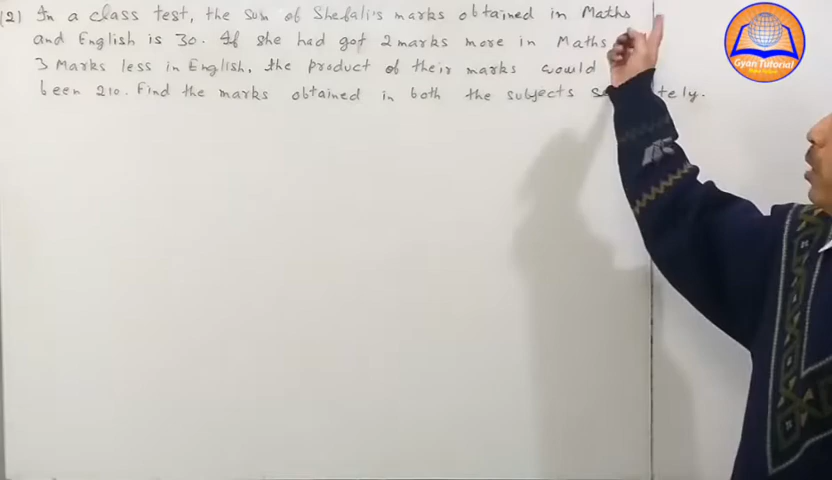 (2) In a class test, the sum of Shefali's marks obtained in Maths
and English is 30. If she had got 2 marks more in Maths
3 Marks less in English, the product of their marks would
been 210. Find the marks obtained in both the subjects
Gyan Tutorial